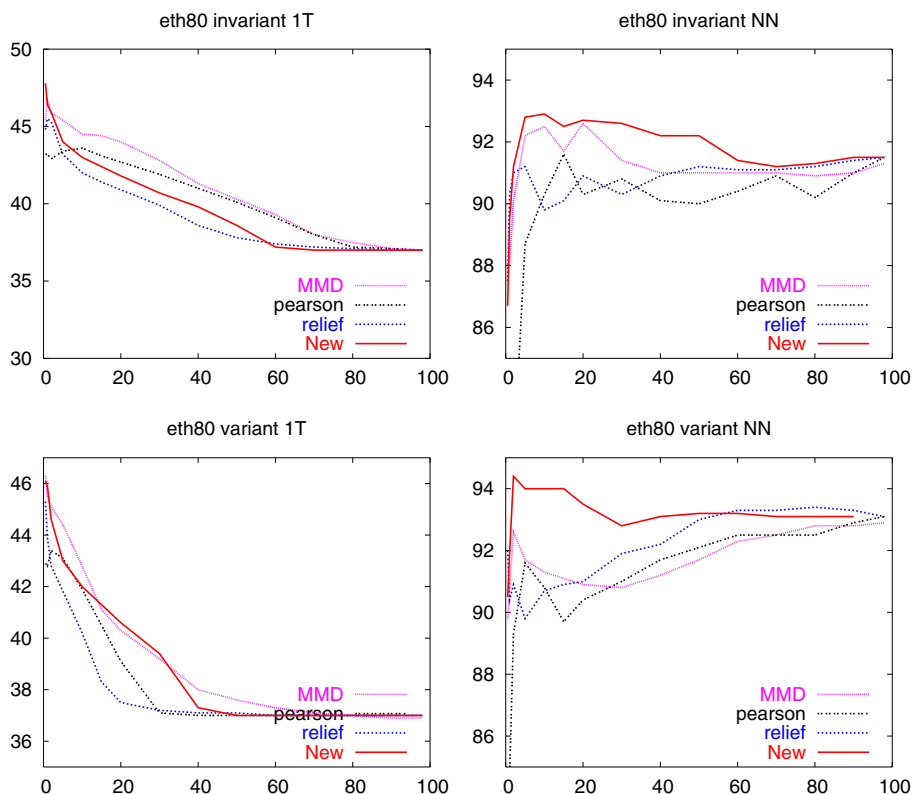 eth80 invariant 1T
50
45
40
35
30
MMD
pearson
relief
New
0 20 40 60 80 100
eth80 invariant NN
94
92
90
88
86
MMD
pearson
relief
New
0 20 40 60 80 100
eth80 variant 1T
46
44
42
40
38
36
MMD
pearson
relief
New
0 20 40 60 80 100
eth80 variant NN
94
92
90
88
86
MMD
pearson
relief
New
0 20 40 60 80 100